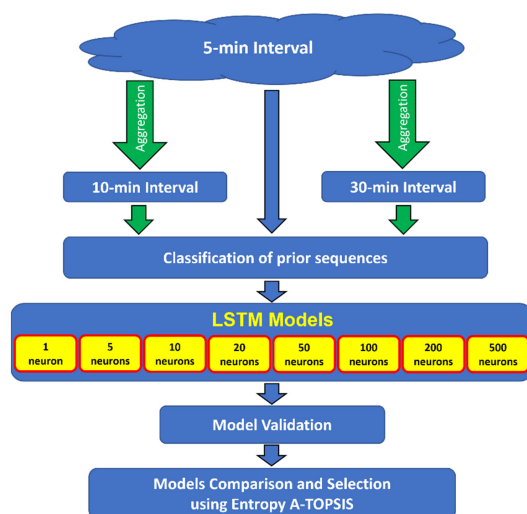 5-min Interval
Aggregation
Aggregation
10-min Interval
30-min Interval
Classification of prior sequences
LSTM Models
1 neuron
5 neurons
10 neurons
20 neurons
50 neurons
100 neurons
200 neurons
500 neurons
Model Validation
Models Comparison and Selection
using Entropy A-TOPSIS